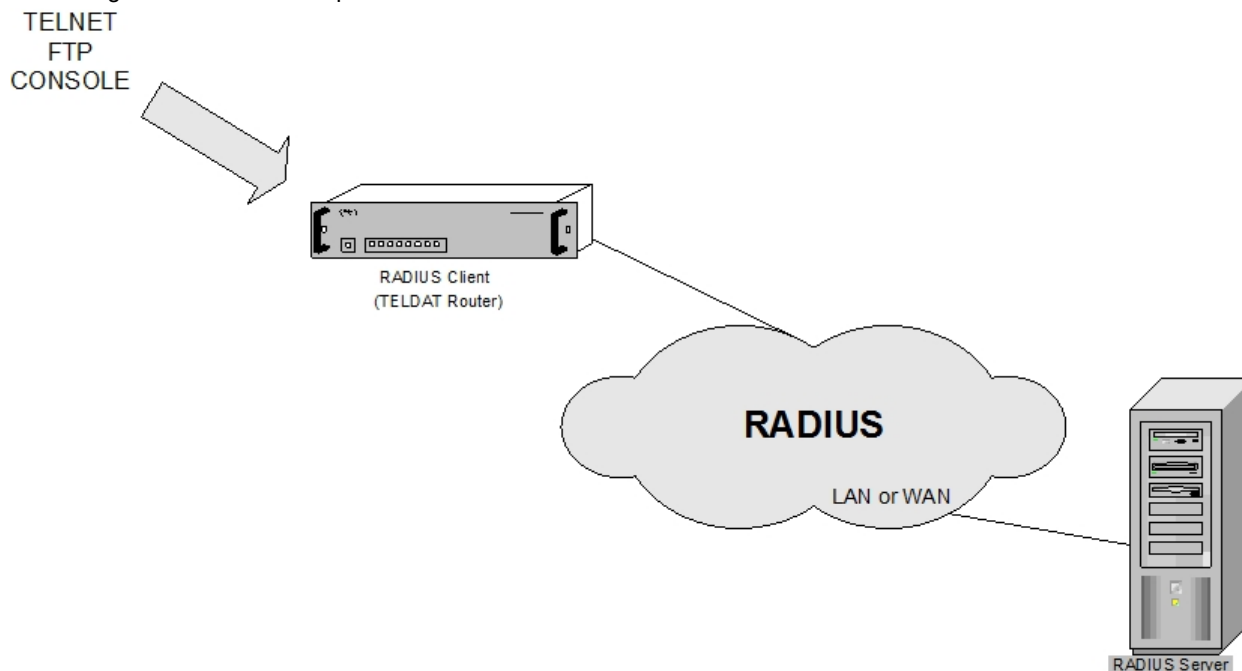 TELNET
FTP
CONSOLE
RADIUS Client
(TELDAT Router)
RADIUS
LAN or WAN
RADIUS Server